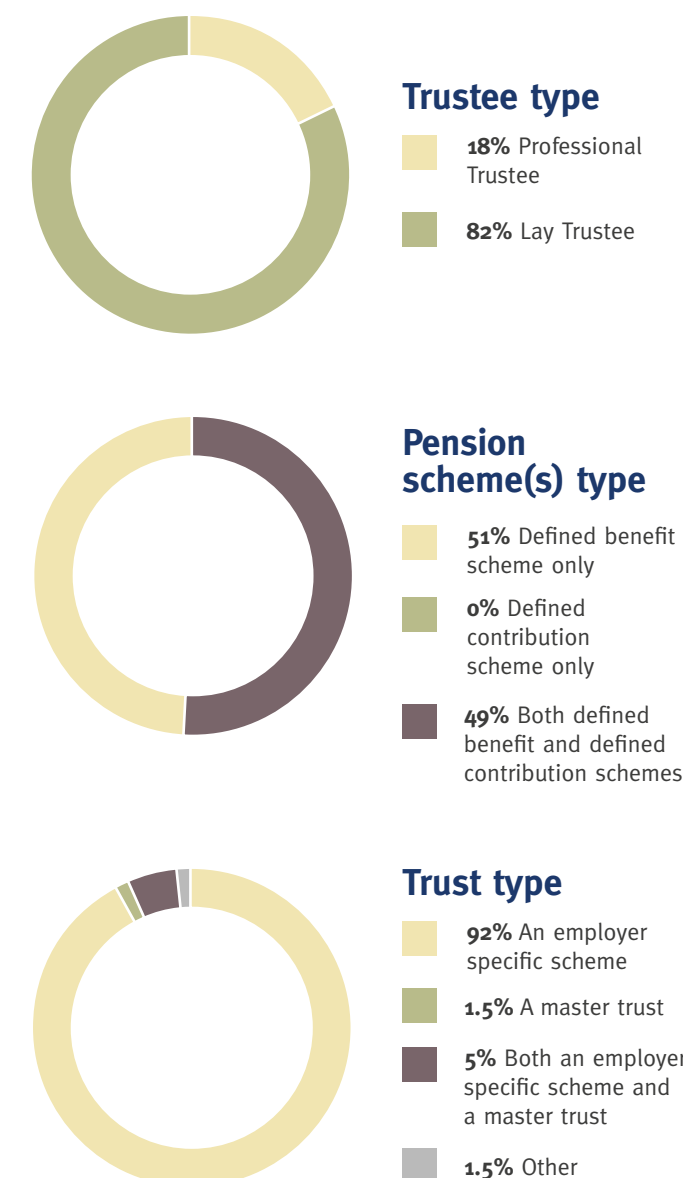 Trustee type
18% Professional
Trustee
82% Lay Trustee
Pension
scheme(s) type
51% Defined benefit
scheme only
0% Defined
contribution
scheme only
49% Both defined
benefit and defined
contribution schemes
Trust type
92% An employer
specific scheme
1.5% A master trust
5% Both an employer
specific scheme and
a master trust
1.5% Other